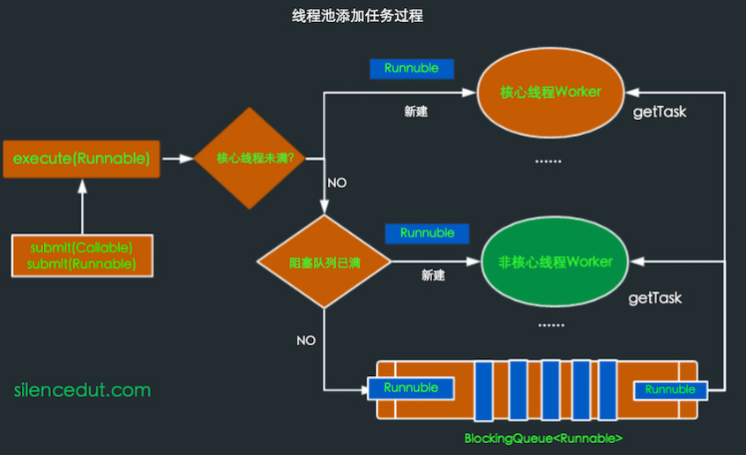 线程池添加任务过程
Runnuble
核心线程Worker
新建
getTask
......
execute(Runnable)
核心线程未满?
NO
submit(Callable)
submit(Runnable)
Runnuble
阻塞队列已满
非核心线程Worker
新建
getTask
......
NO
silencedut.com
Runnuble
Runnuble
BlockingQueue<Runnable>